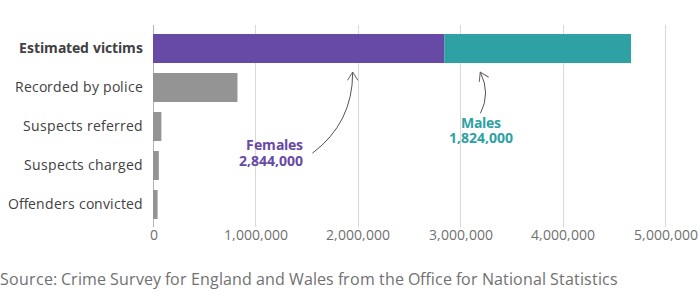 Estimated victims
Recorded by police
Suspects referred
Suspects charged
Offenders convicted
Females
2,844,000
Males
1,824,000
0 1,000,000 2,000,000 3,000,000 4,000,000 5,000,000
Source: Crime Survey for England and Wales from the Office for National Statistics